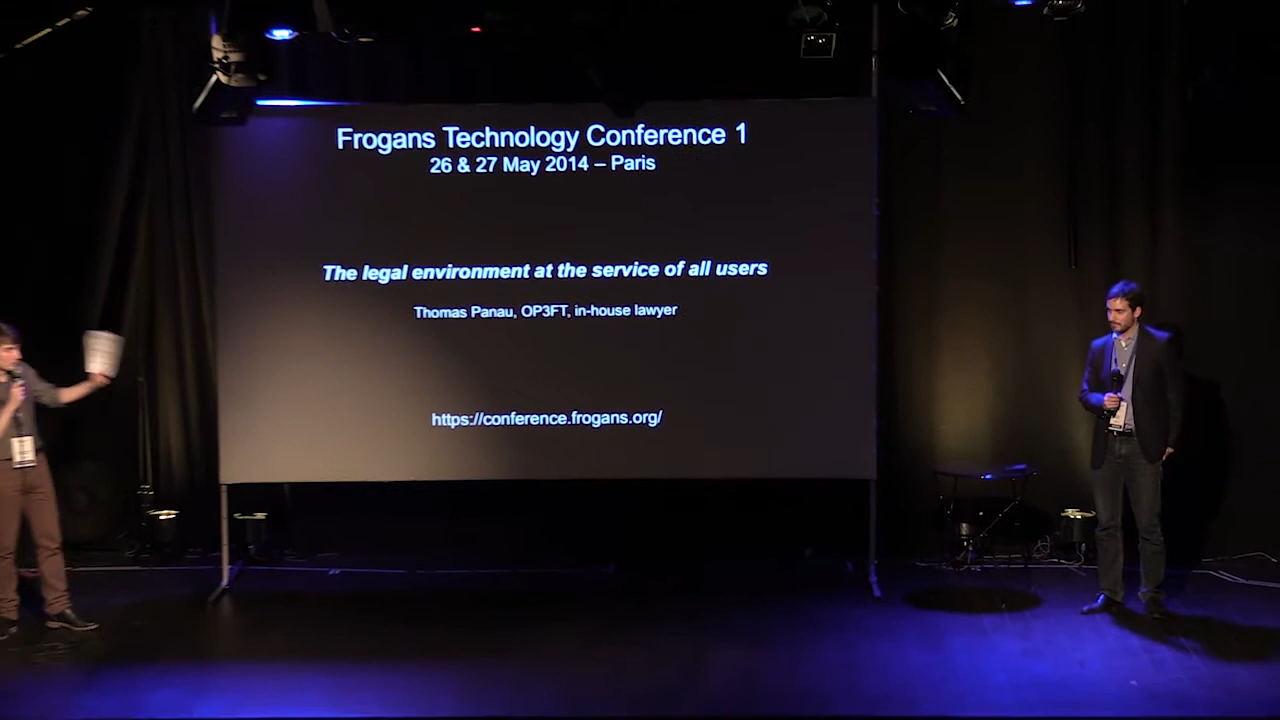 Frogans Technology Conference 1
26 & 27 May 2014 – Paris
The legal environment at the service of all users
Thomas Panau, OP3FT, in-house lawyer
https://conference.frogans.org/